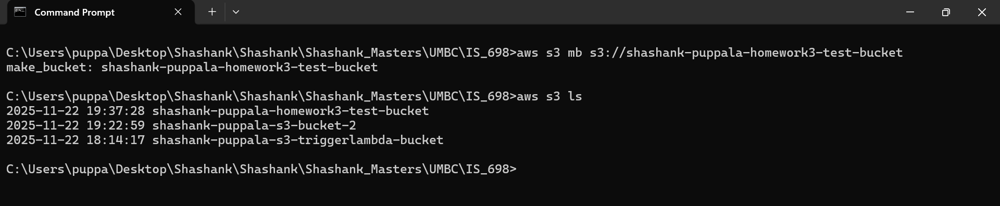 Command Prompt
C:\Users\puppa\Desktop\Shashank\Shashank\Shashank_Masters\UMBC\IS_698>aws s3 mb s3://shashank-puppala-homework3-test-bucket
make_bucket: shashank-puppala-homework3-test-bucket
C:\Users\puppa\Desktop\Shashank\Shashank\Shashank_Masters\UMBC\IS_698>aws s3 ls
2025-11-22 19:37:28 shashank-puppala-homework3-test-bucket
2025-11-22 19:22:59 shashank-puppala-s3-bucket-2
2025-11-22 18:14:17 shashank-puppala-s3-triggerlambda-bucket
C:\Users\puppa\Desktop\Shashank\Shashank\Shashank_Masters\UMBC\IS_698>